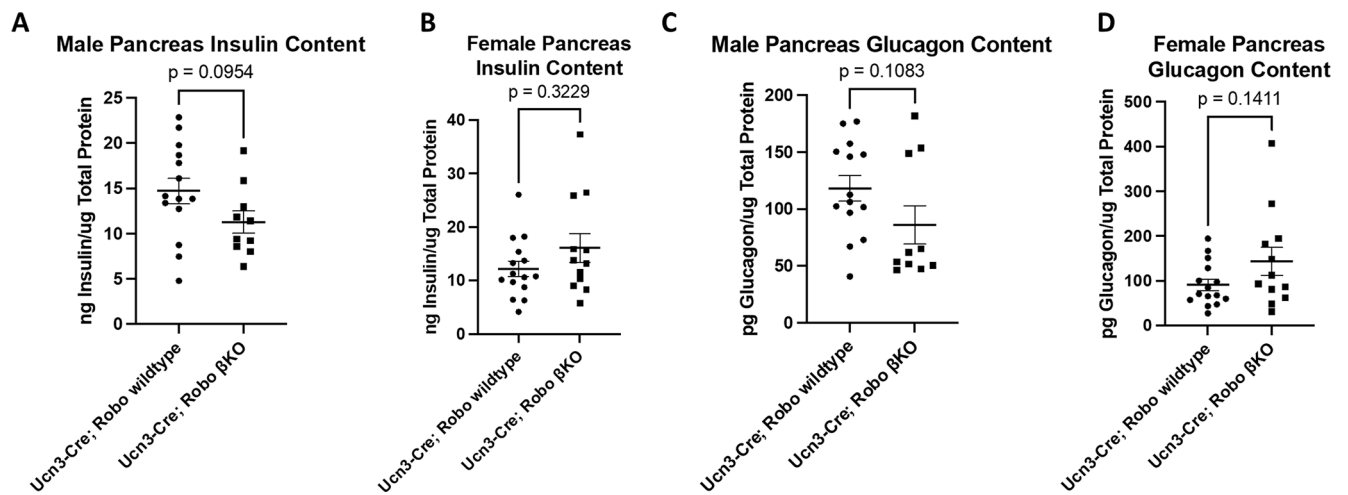 A
Male Pancreas Insulin Content
p = 0.0954
ng Insulin/ug Total Protein
25
20
15
10
5
0
Ucn3-Cre; Robo wildtype
Ucn3-Cre; Robo βKO
B
Female Pancreas
Insulin Content
p = 0.3229
ng Insulin/ug Total Protein
40
30
20
10
0
Ucn3-Cre; Robo wildtype
Ucn3-Cre; Robo βKO
C
Male Pancreas Glucagon Content
p = 0.1083
pg Glucagon/ug Total Protein
200
150
100
50
0
Ucn3-Cre; Robo wildtype
Ucn3-Cre; Robo βKO
D
Female Pancreas
Glucagon Content
p = 0.1411
pg Glucagon/ug Total Protein
500
400
300
200
100
0
Ucn3-Cre; Robo wildtype
Ucn3-Cre; Robo βKO